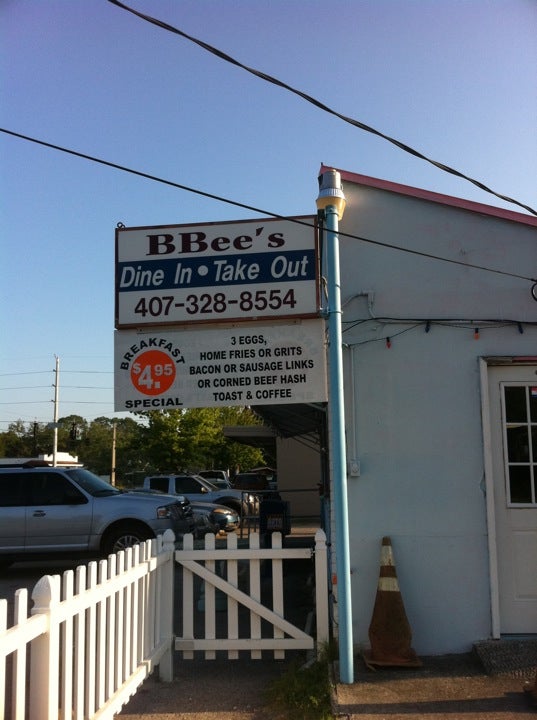 BBee's
Dine In • Take Out
407-328-8554
BREAKFAST
$4.95
SPECIAL
3 EGGS,
HOME FRIES OR GRITS
BACON OR SAUSAGE LINKS
OR CORNED BEEF HASH
TOAST & COFFEE